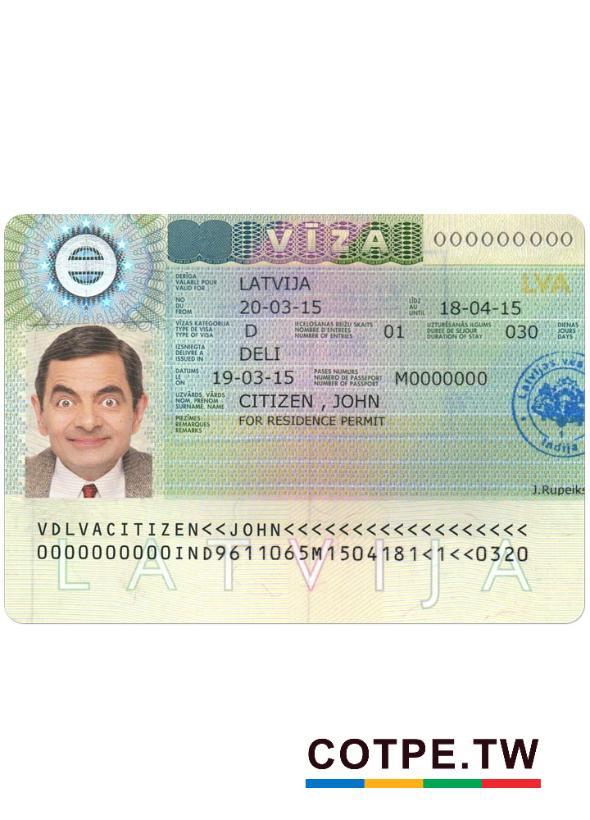 VĪZA 000000000
DERĪGA
VALABLE POUR
VALID FOR
LATVIJA
LVA
NO
DU
FROM
20-03-15
LĪDZ
AU
UNTIL
18-04-15
VĪZAS KATEGORIJA
TYPE DE VISA
TYPE OF VISA
D
IECEĻOŠANAS REIŽU SKAITS
NOMBRE D'ENTREES
NUMBER OF ENTRIES
01
UZTURĒŠANĀS ILGUMS
DUREE DE SEJOUR
DURATION OF STAY
030
DIENAS
JOURS
DAYS
IZSNIEGTA
DELIVRE A
ISSUED IN
DELI
DATUMS
LE
ON
19-03-15
PASES NUMURS
NUMERO DE PASSEPORT
NUMBER OF PASSPORT
M0000000
UZVĀRDS, VĀRDS
NOM, PRENOM
SURNAME, NAME
CITIZEN , JOHN
PIEZĪMES
REMARQUES
REMARKS
FOR RESIDENCE PERMIT
Latvijas vēs
1
Indijā
J.Rupeiks
VDLVACITIZEN<<JOHN<<<<<<<<<<<<<<<<<<
0000000000IND9611065M1504181<1<<0320
LATVIJA
COTPE.TW